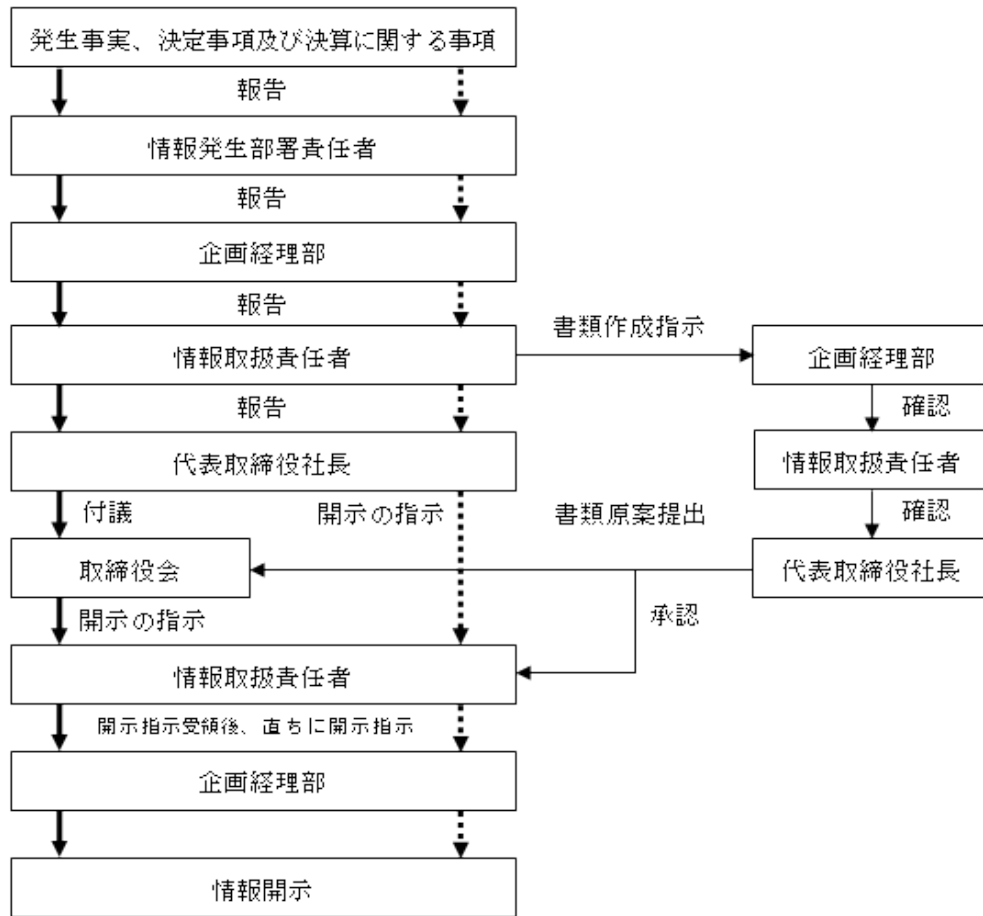 発生事実、決定事項及び決算に関する事項
報告
情報発生部署責任者
報告
企画経理部
報告
情報取扱責任者
書類作成指示
企画経理部
報告
確認
代表取締役社長
情報取扱責任者
付議
開示の指示
書類原案提出
確認
取締役会
代表取締役社長
開示の指示
承認
情報取扱責任者
開示指示受領後、直ちに開示指示
企画経理部
情報開示